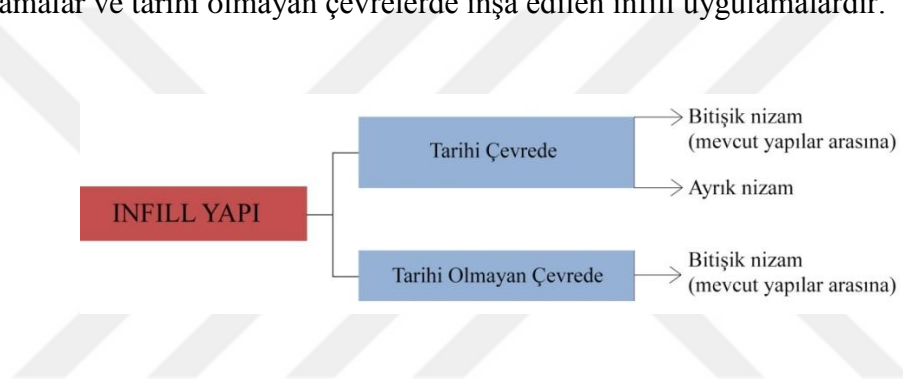 amalar ve tarihi olmayan çevrelerde inşa edilen infill uygulamalardır.
Bitişik nizam
(mevcut yapılar arasına)
Tarihi Çevrede
Ayrık nizam
INFILL YAPI
Bitişik nizam
Tarihi Olmayan Çevrede
(mevcut yapılar arasına)